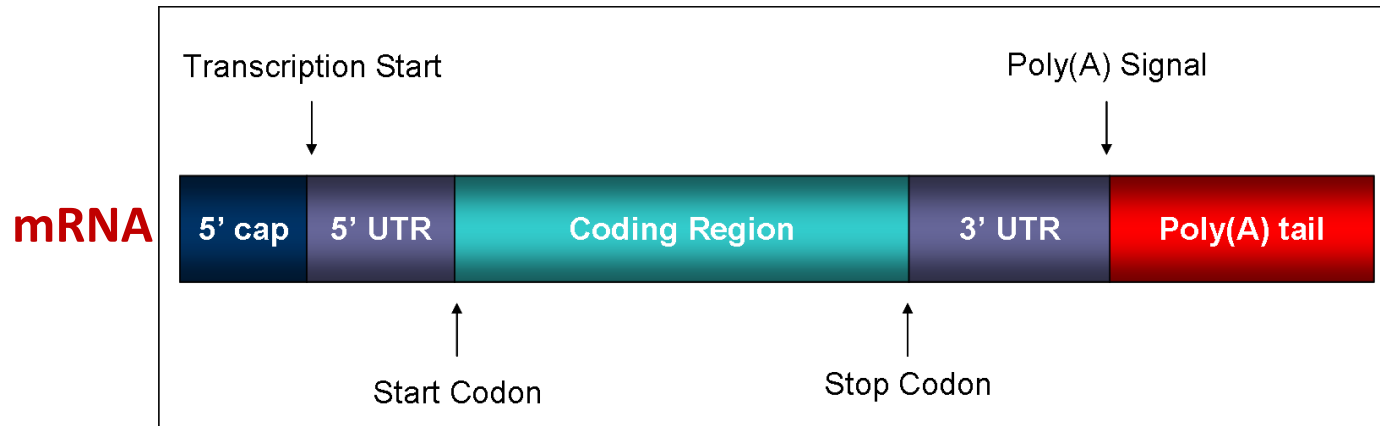 Transcription Start
Poly(A) Signal
mRNA
5’ cap
5’ UTR
Coding Region
3’ UTR
Poly(A) tail
Start Codon
Stop Codon